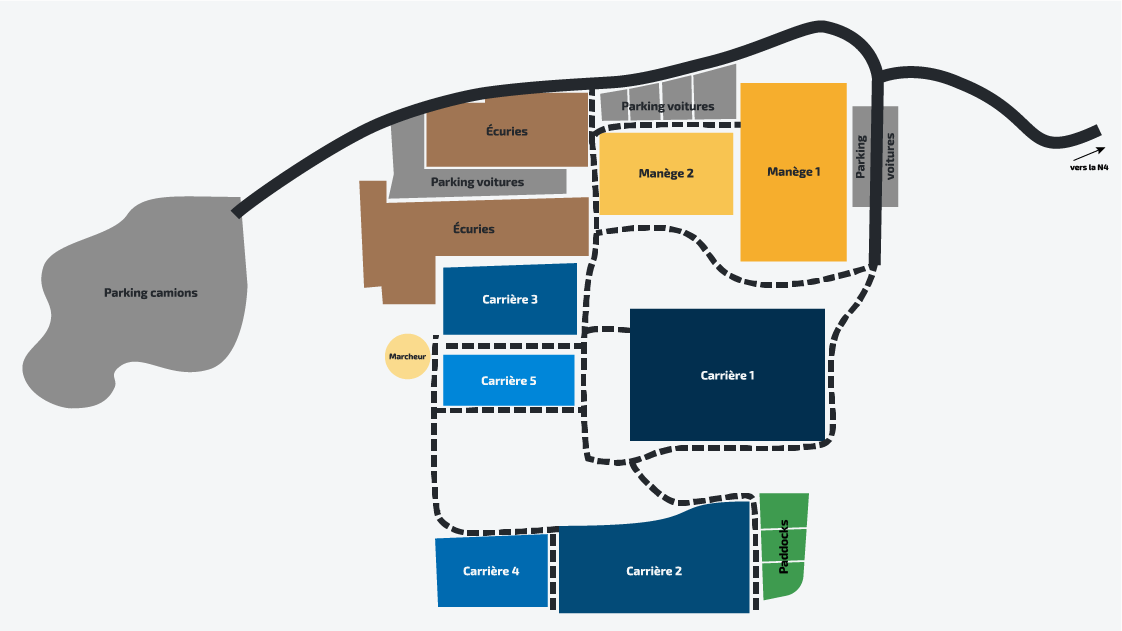 Parking voitures
Écuries
Parking
voitures
vers la N4
Manège 2
Manège 1
Parking voitures
Écuries
Parking camions
Carrière 3
Marcheur
Carrière 5
Carrière 1
Paddocks
Carrière 4
Carrière 2